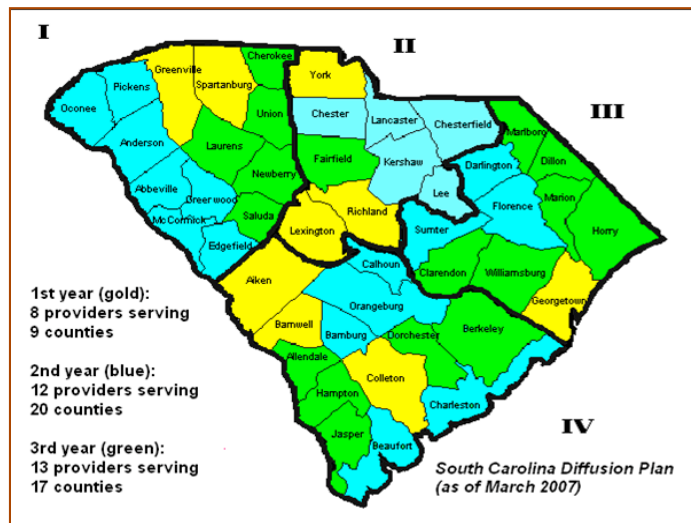 I
II
III
IV
Cherokee
Greenville
Spartanburg
York
Pickens
Oconee
Union
Chester
Lancaster
Chesterfield
Marlboro
Anderson
Laurens
Fairfield
Kershaw
Darlington
Dillon
Abbeville
Greenwood
Newberry
Lee
Florence
Marion
McCormick
Saluda
Richland
Horry
Edgefield
Lexington
Sumter
Aiken
Calhoun
Clarendon
Williamsburg
Orangeburg
Georgetown
Barnwell
Bamburg
Dorchester
Berkeley
Allendale
Colleton
Hampton
Charleston
Jasper
Beaufort
1st year (gold):
8 providers serving
9 counties
2nd year (blue):
12 providers serving
20 counties
3rd year (green):
13 providers serving
17 counties
South Carolina Diffusion Plan
(as of March 2007)